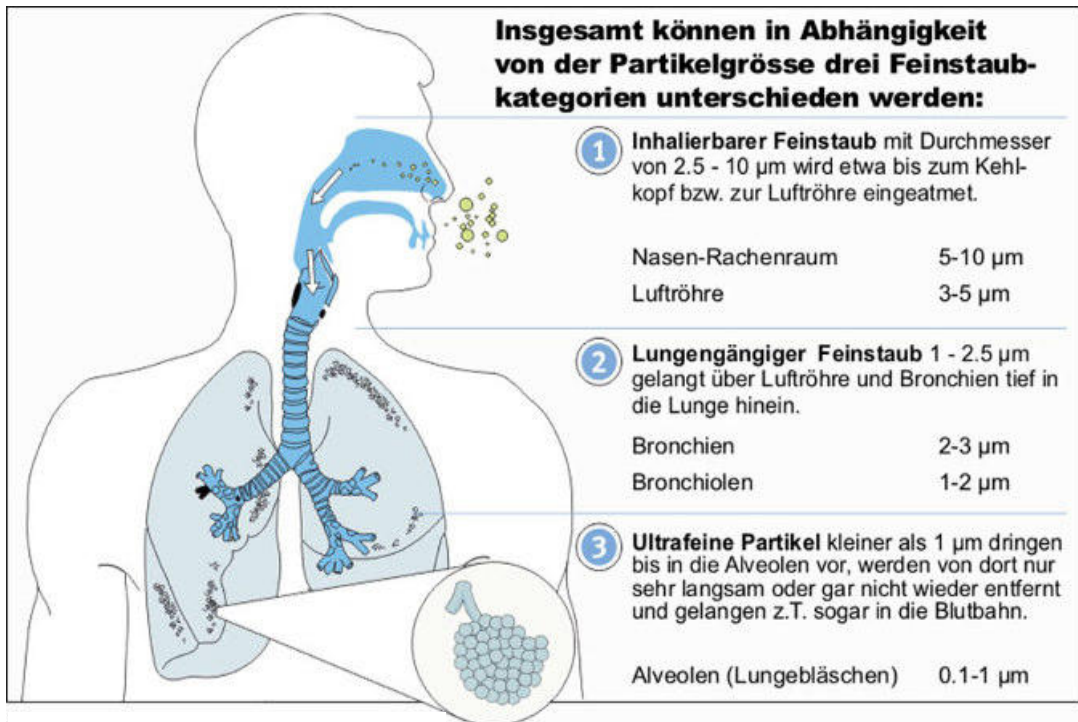 Insgesamt können in Abhängigkeit
von der Partikelgrösse drei Feinstaub-
kategorien unterschieden werden:
1 Inhalierbarer Feinstaub mit Durchmesser
von 2.5 - 10 µm wird etwa bis zum Kehl-
kopf bzw. zur Luftröhre eingeatmet.
Nasen-Rachenraum 5-10 µm
Luftröhre 3-5 µm
2 Lungengängiger Feinstaub 1 - 2.5 µm
gelangt über Luftröhre und Bronchien tief in
die Lunge hinein.
Bronchien 2-3 µm
Bronchiolen 1-2 µm
3 Ultrafeine Partikel kleiner als 1 µm dringen
bis in die Alveolen vor, werden von dort nur
sehr langsam oder gar nicht wieder entfernt
und gelangen z.T. sogar in die Blutbahn.
Alveolen (Lungebläschen) 0.1-1 µm